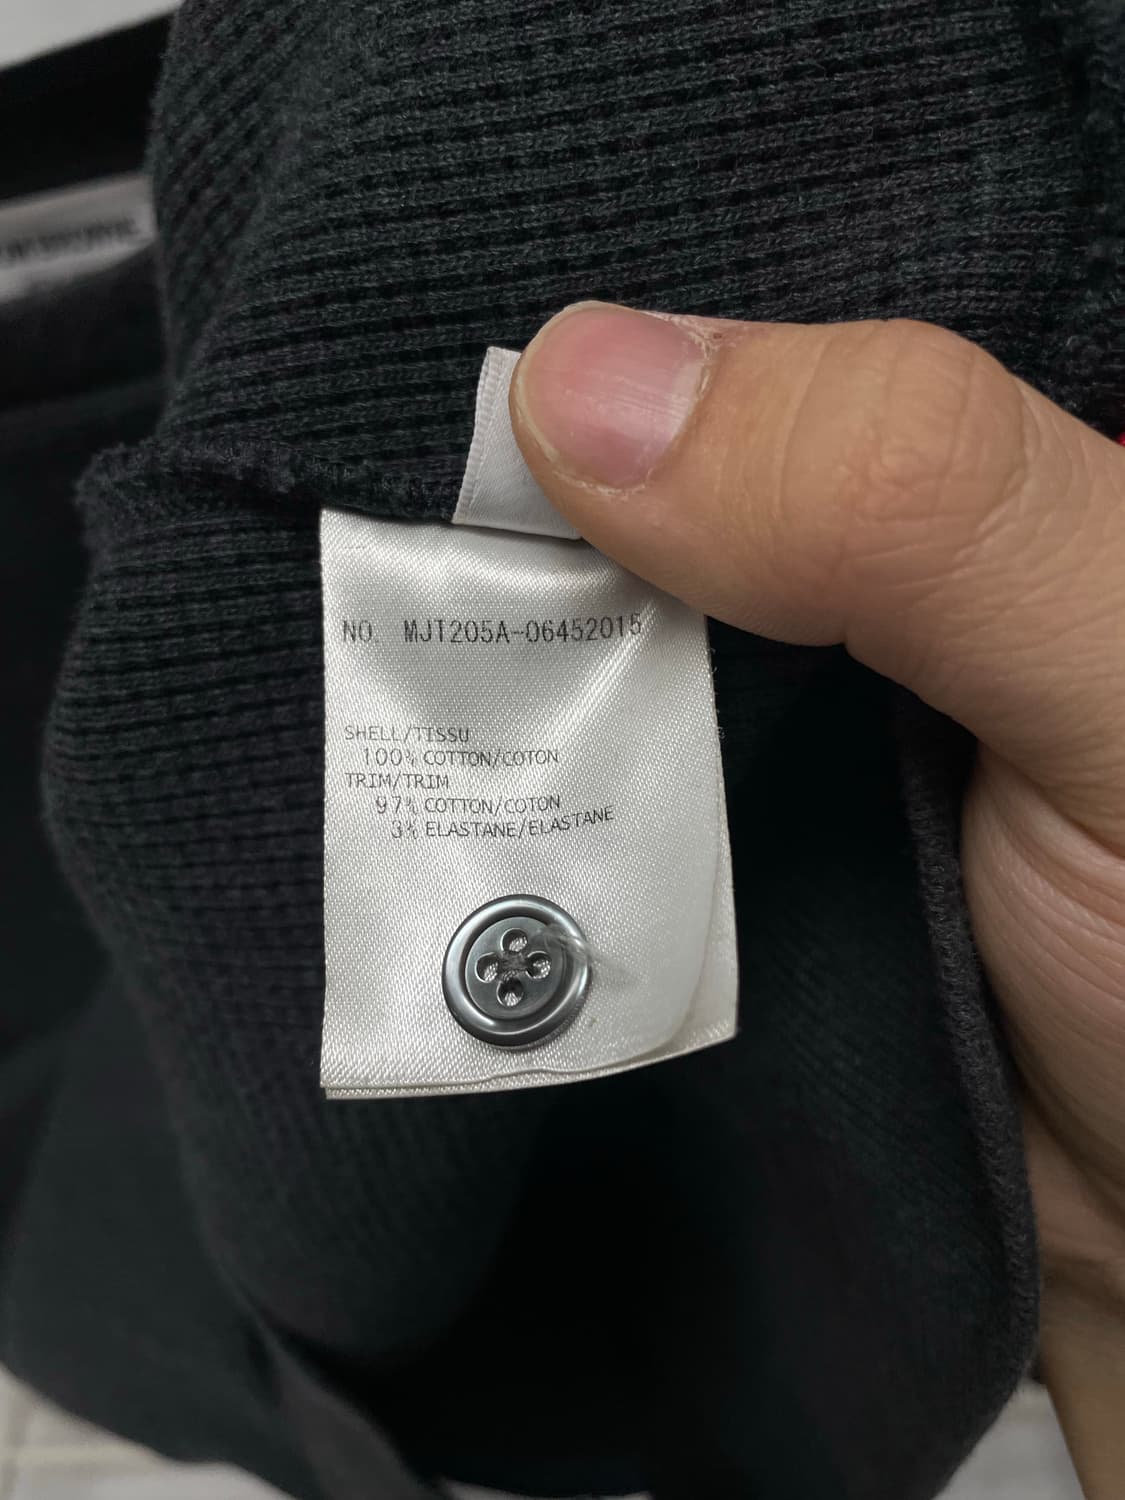 NO. MJT205A-06452015
SHELL/TISSU
100% COTTON/COTON
TRIM/TRIM
97% COTTON/COTON
3% ELASTANE/ELASTANE